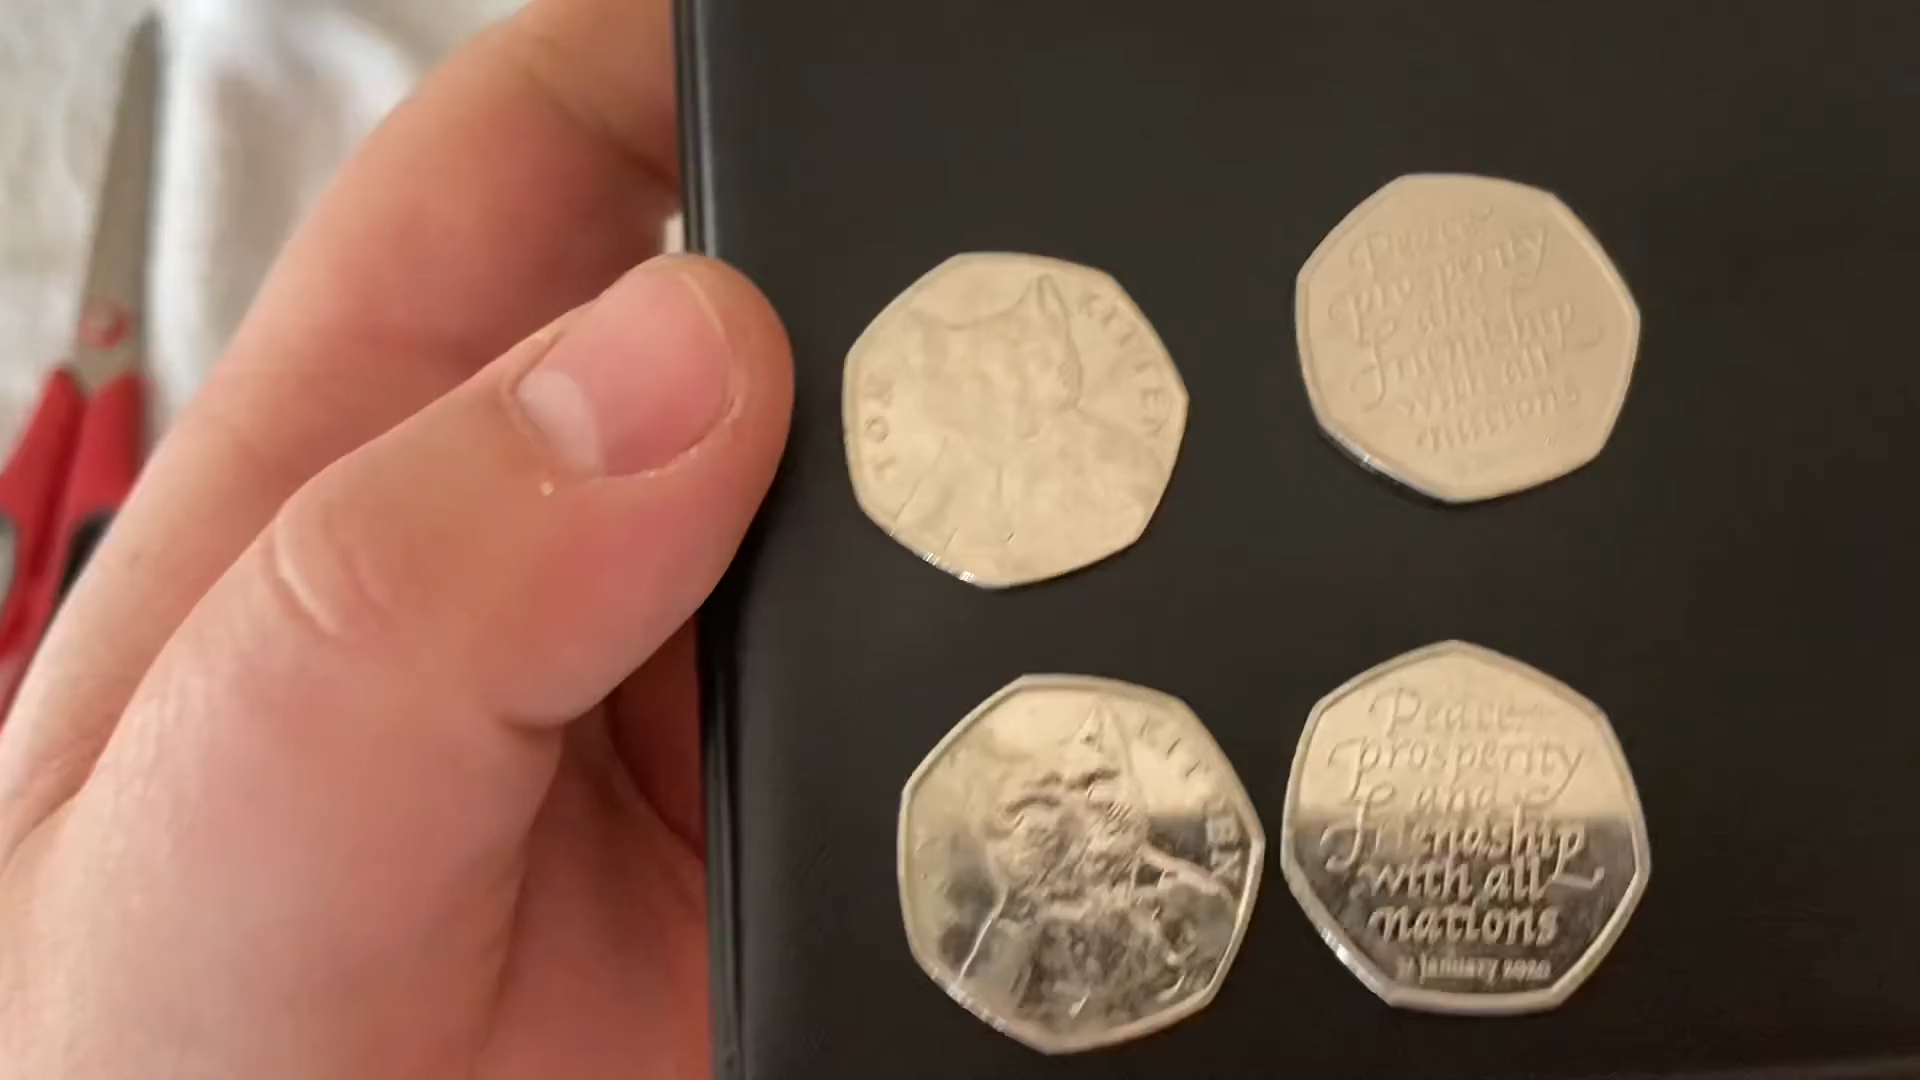 TOM KITTEN
Peace
prosperity
and
friendship
with all
nations
KITTEN
Peace
prosperity
and
friendship
with all
nations
31 January 2020